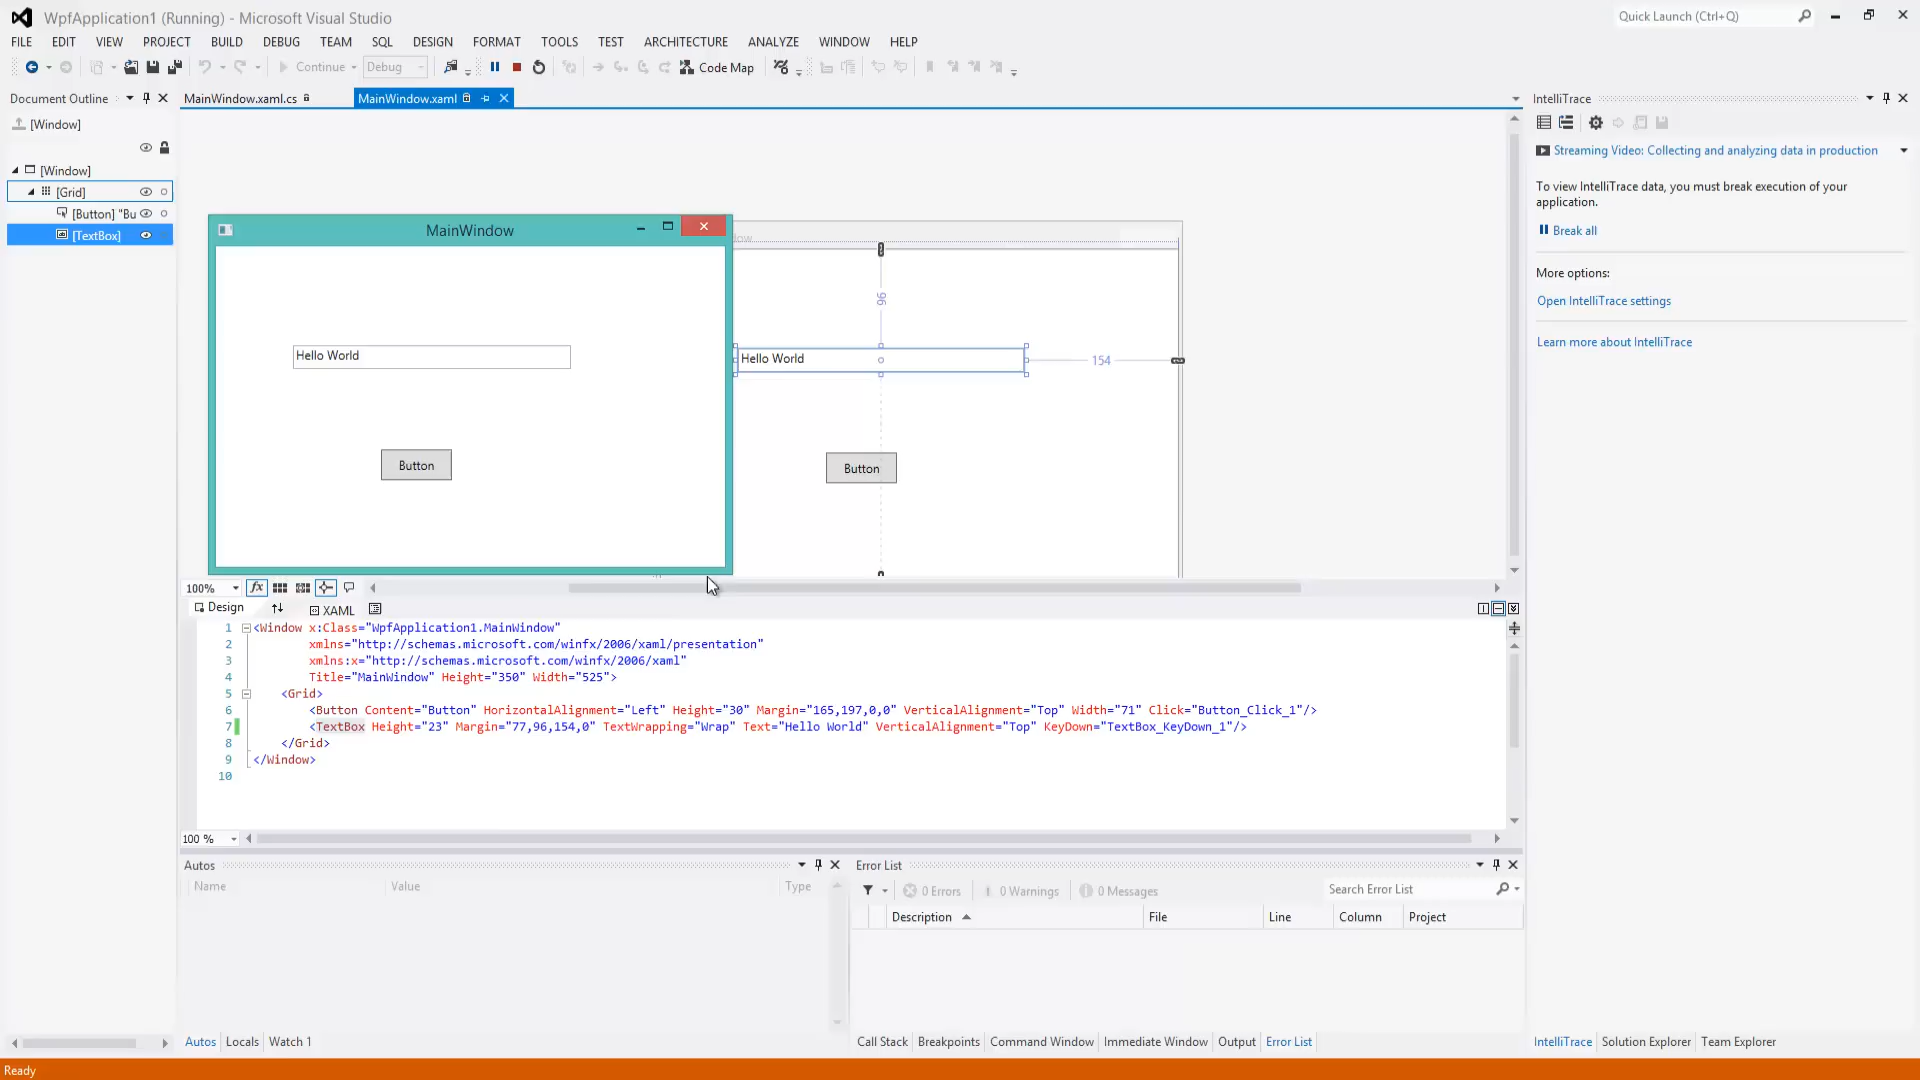 WpfApplication1 (Running) - Microsoft Visual Studio
Quick Launch (Ctrl+Q)
FILE EDIT VIEW PROJECT BUILD DEBUG TEAM SQL DESIGN FORMAT TOOLS TEST ARCHITECTURE ANALYZE WINDOW HELP
Continue Debug Code Map
Document Outline
MainWindow.xaml.cs MainWindow.xaml
IntelliTrace
[Window]
Streaming Video: Collecting and analyzing data in production
[Window]
[Grid]
[Button] "Bu
[TextBox]
To view IntelliTrace data, you must break execution of your
application.
Break all
More options:
Open IntelliTrace settings
Learn more about IntelliTrace
MainWindow
96
Hello World
Hello World
154
Button
Button
100%
fx
Design
XAML
1 <Window x:Class="WpfApplication1.MainWindow"
2 xmlns="http://schemas.microsoft.com/winfx/2006/xaml/presentation"
3 xmlns:x="http://schemas.microsoft.com/winfx/2006/xaml"
4 Title="MainWindow" Height="350" Width="525">
5 <Grid>
6 <Button Content="Button" HorizontalAlignment="Left" Height="30" Margin="165,197,0,0" VerticalAlignment="Top" Width="71" Click="Button_Click_1"/>
7 <TextBox Height="23" Margin="77,96,154,0" TextWrapping="Wrap" Text="Hello World" VerticalAlignment="Top" KeyDown="TextBox_KeyDown_1"/>
8 </Grid>
9 </Window>
10
100 %
Autos
Name Value Type
Error List
0 Errors 0 Warnings 0 Messages
Search Error List
Description File Line Column Project
Autos Locals Watch 1
Call Stack Breakpoints Command Window Immediate Window Output Error List
IntelliTrace Solution Explorer Team Explorer
Ready